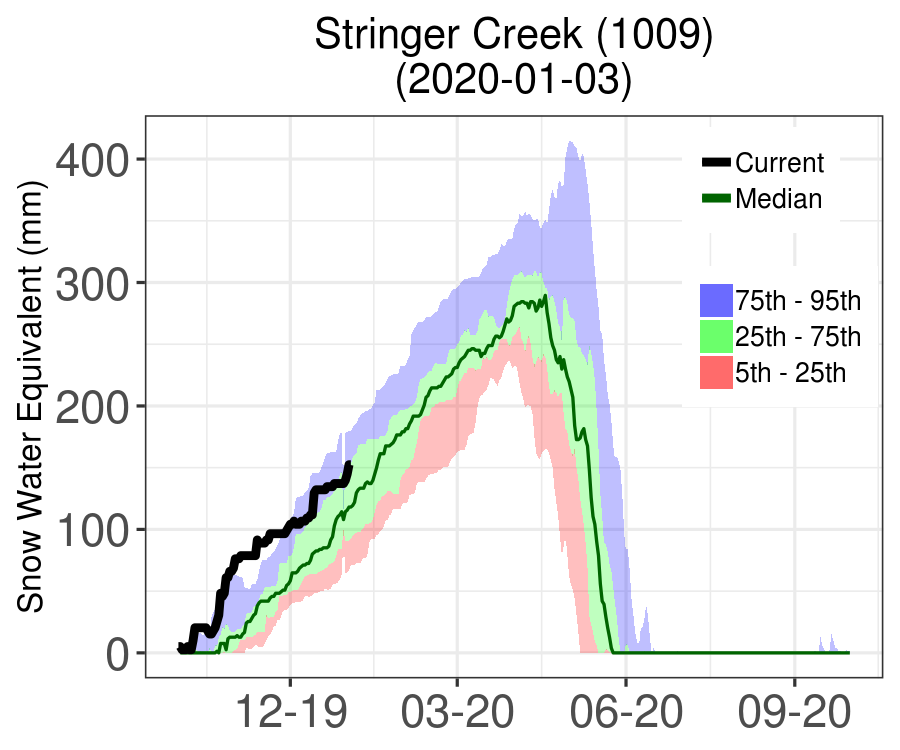 Stringer Creek (1009)
(2020-01-03)
Snow Water Equivalent (mm)
400
300
200
100
0
12-19
03-20
06-20
09-20
Current
Median
75th - 95th
25th - 75th
5th - 25th